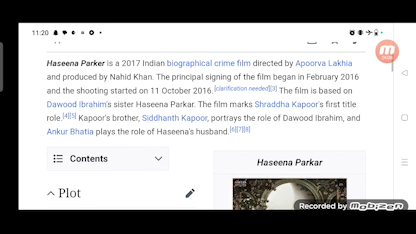 11:20
Haseena Parker is a 2017 Indian biographical crime film directed by Apoorva Lakhia
and produced by Nahid Khan. The principal signing of the film began in February 2016
and the shooting started on 11 October 2016.[clarification needed][3] The film is based on
Dawood Ibrahim's sister Haseena Parkar. The film marks Shraddha Kapoor's first title
role.[4][5] Kapoor's brother, Siddhanth Kapoor, portrays the role of Dawood Ibrahim, and
Ankur Bhatia plays the role of Haseena's husband.[6][7][8]
Contents
Haseena Parkar
Plot
Recorded by Mobizen